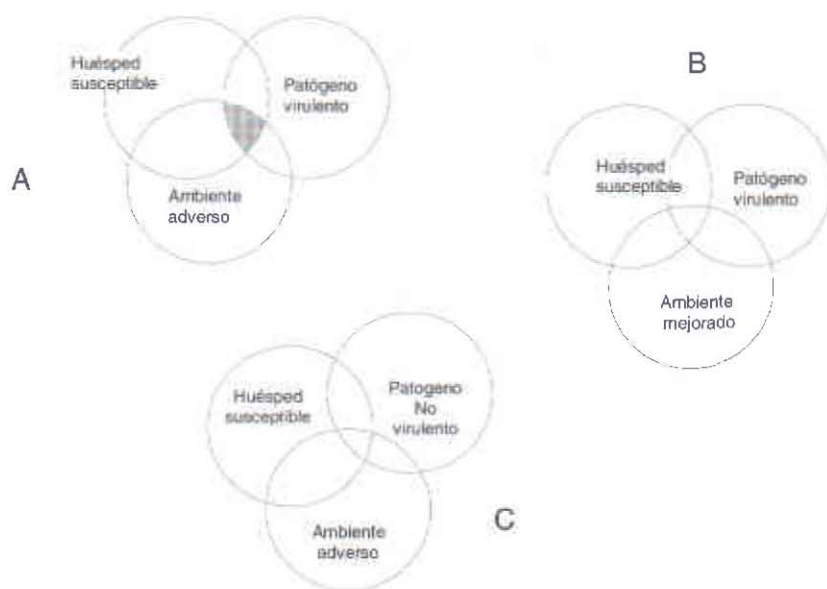 Huésped
susceptible
Patógeno
virulento
A
Ambiente
adverso
B
Huésped
susceptible
Patógeno
virulento
Ambiente
mejorado
Huésped
susceptible
Patogeno
No
virulento
Ambiente
adverso
C